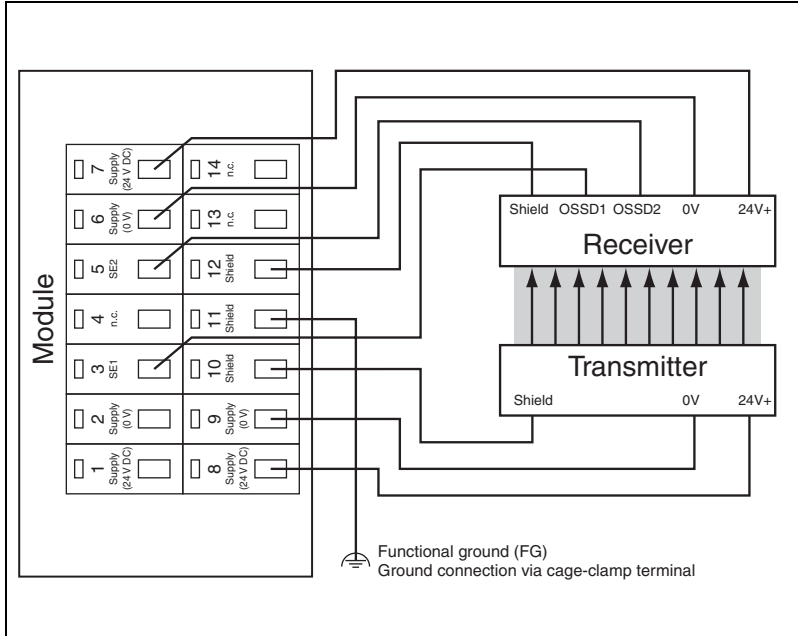 Module
7 Supply (24 V DC)
14 n.c.
6 Supply (0 V)
13 n.c.
5 SE2
12 Shield
4 n.c.
11 Shield
3 SE1
10 Shield
2 Supply (0 V)
9 Supply (0 V)
1 Supply (24 V DC)
8 Supply (24 V DC)
Shield OSSD1 OSSD2 0V 24V+
Receiver
Transmitter
Shield 0V 24V+
Functional ground (FG)
Ground connection via cage-clamp terminal